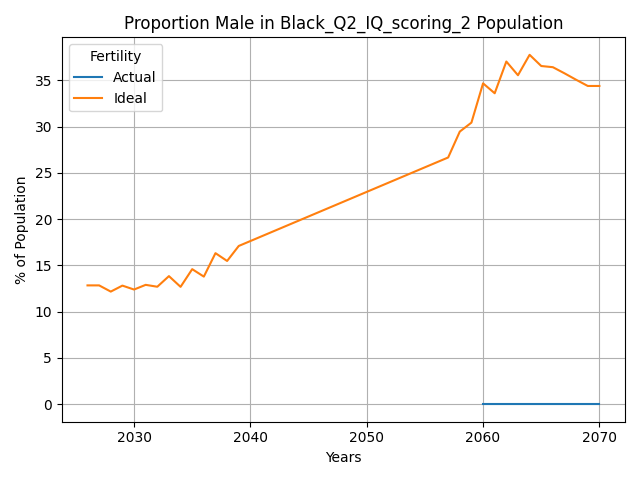 Proportion Male in Black_Q2_IQ_scoring_2 Population
Fertility
Actual
Ideal
% of Population
35
30
25
20
15
10
5
0
2030
2040
2050
2060
2070
Years